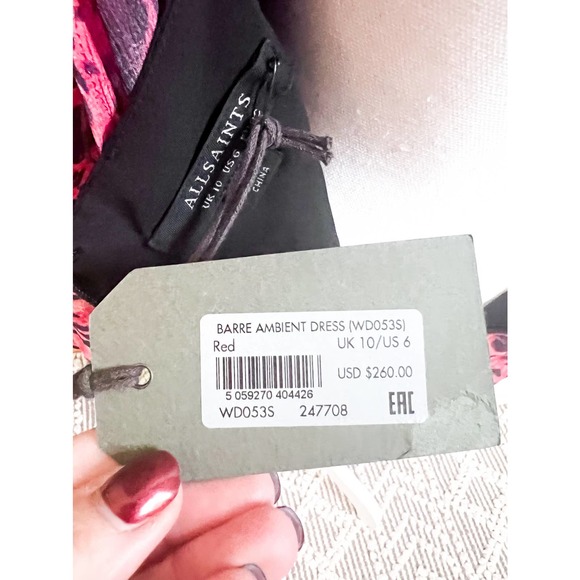 ALLSAINTS
UK 10 US 6
CHINA
BARRE AMBIENT DRESS (WD053S)
Red UK 10/US 6
USD $260.00
5 059270 404426
WD053S 247708 EAC